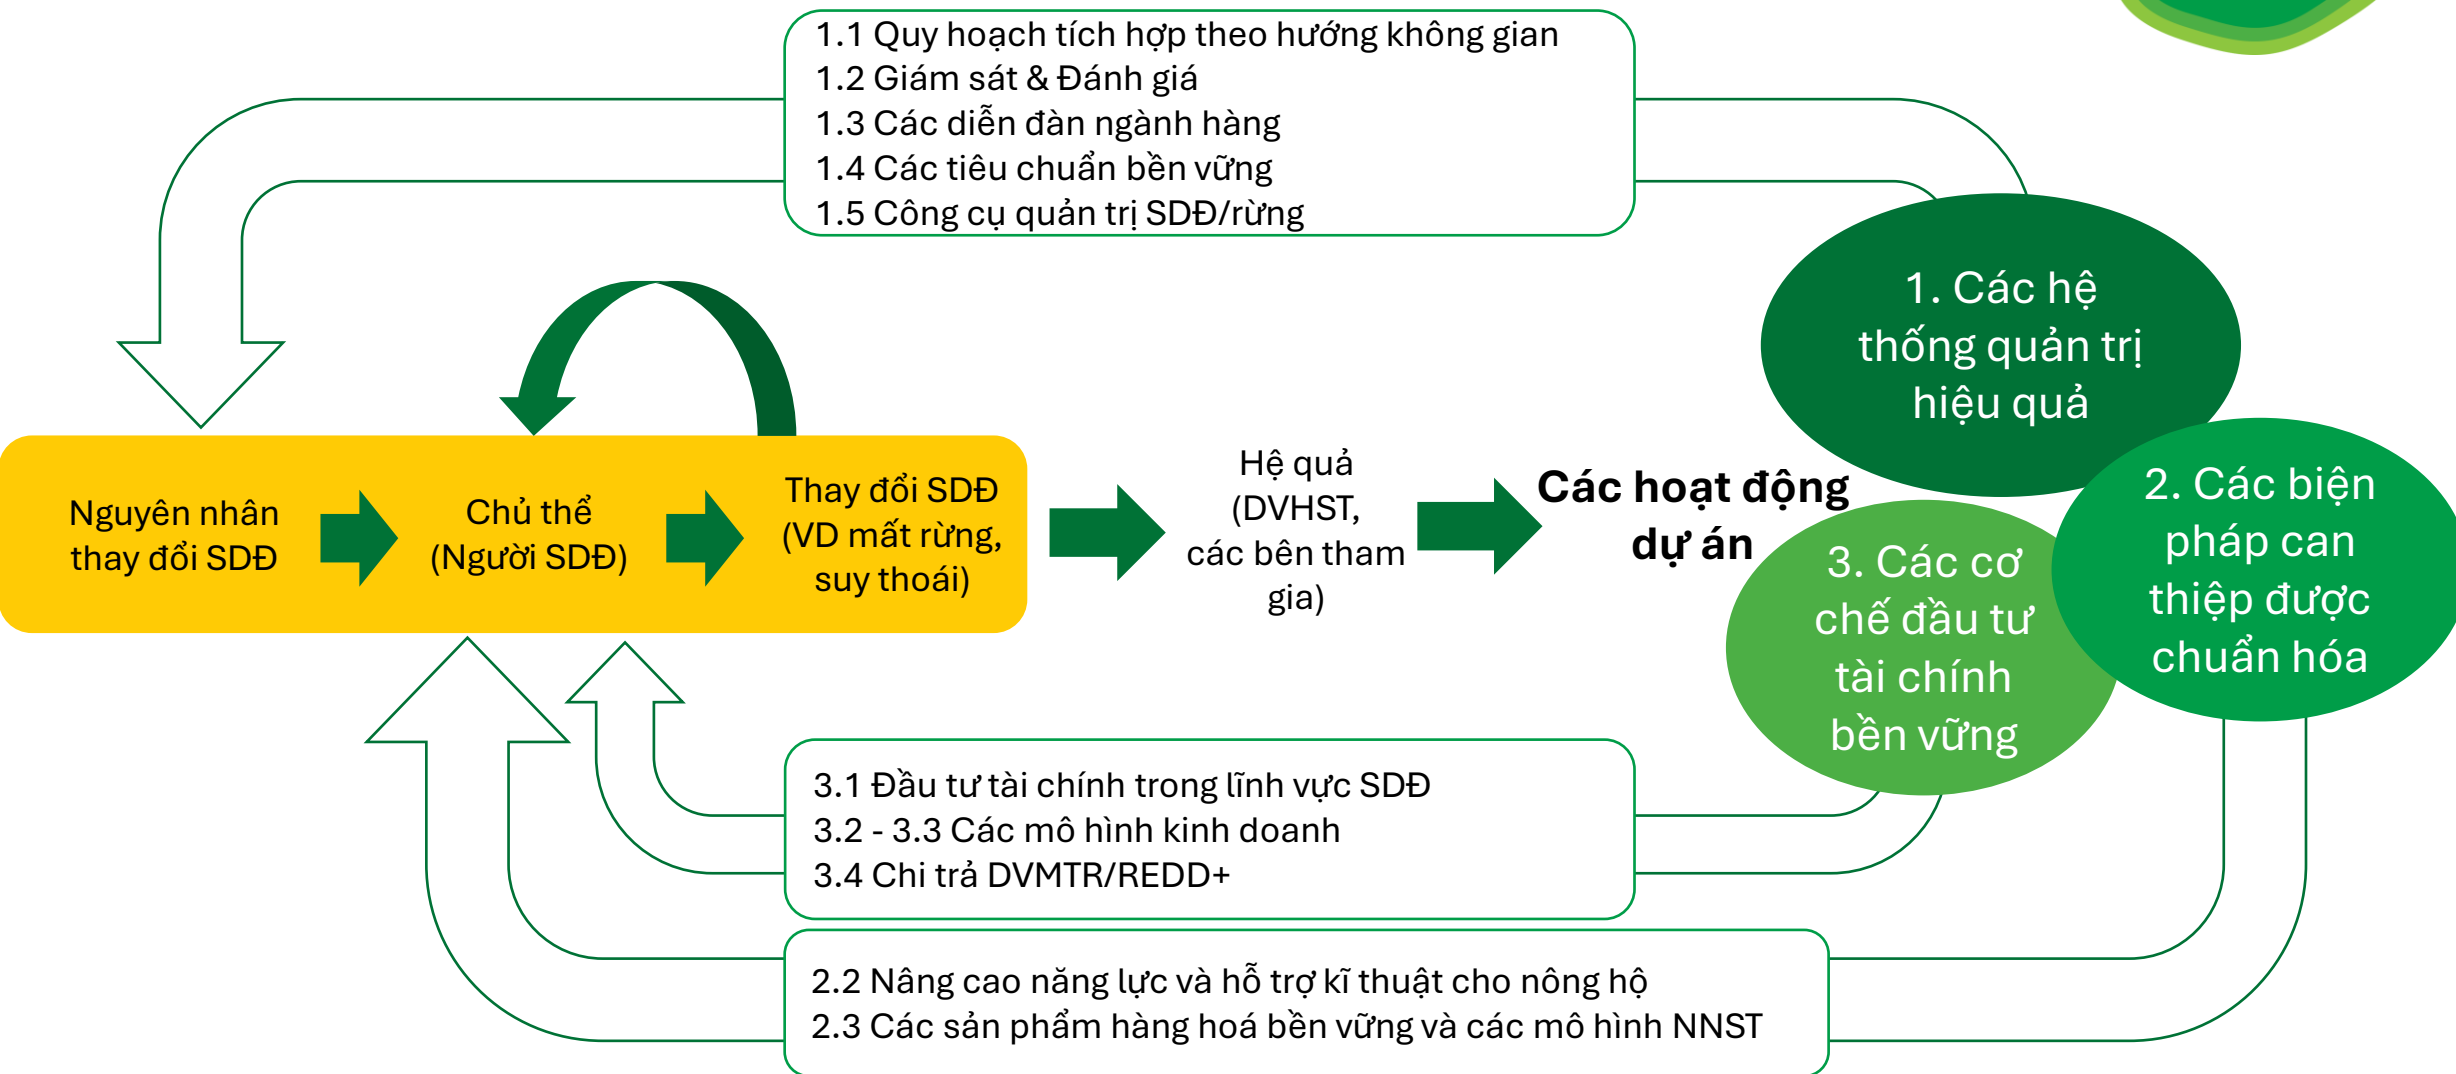 1.1 Quy hoạch tích hợp theo hướng không gian
1.2 Giám sát & Đánh giá
1.3 Các diễn đàn ngành hàng
1.4 Các tiêu chuẩn bền vững
1.5 Công cụ quản trị SDĐ/rừng
1. Các hệ
thống quản trị
hiệu quả
Nguyên nhân
thay đổi SDĐ
Chủ thể
(Người SDĐ)
Thay đổi SDĐ
(VD mất rừng,
suy thoái)
Hệ quả
(DVHST,
các bên tham
gia)
Các hoạt động
dự án
2. Các biện
pháp can
thiệp được
chuẩn hóa
3. Các cơ
chế đầu tư
tài chính
bền vững
3.1 Đầu tư tài chính trong lĩnh vực SDĐ
3.2 - 3.3 Các mô hình kinh doanh
3.4 Chi trả DVMTR/REDD+
2.2 Nâng cao năng lực và hỗ trợ kĩ thuật cho nông hộ
2.3 Các sản phẩm hàng hoá bền vững và các mô hình NNST